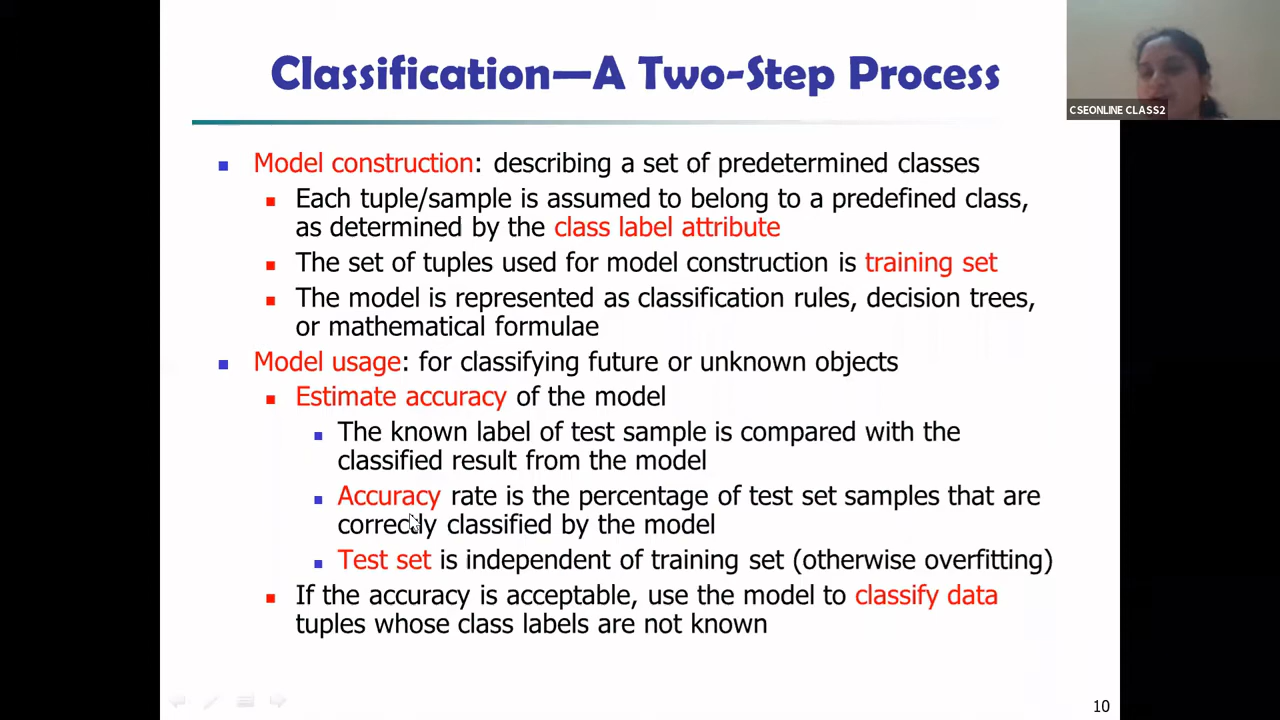 Classification—A Two-Step Process
CSEONLINE CLASS2
Model construction: describing a set of predetermined classes
Each tuple/sample is assumed to belong to a predefined class,
as determined by the class label attribute
The set of tuples used for model construction is training set
The model is represented as classification rules, decision trees,
or mathematical formulae
Model usage: for classifying future or unknown objects
Estimate accuracy of the model
The known label of test sample is compared with the
classified result from the model
Accuracy rate is the percentage of test set samples that are
correctly classified by the model
Test set is independent of training set (otherwise overfitting)
If the accuracy is acceptable, use the model to classify data
tuples whose class labels are not known
10